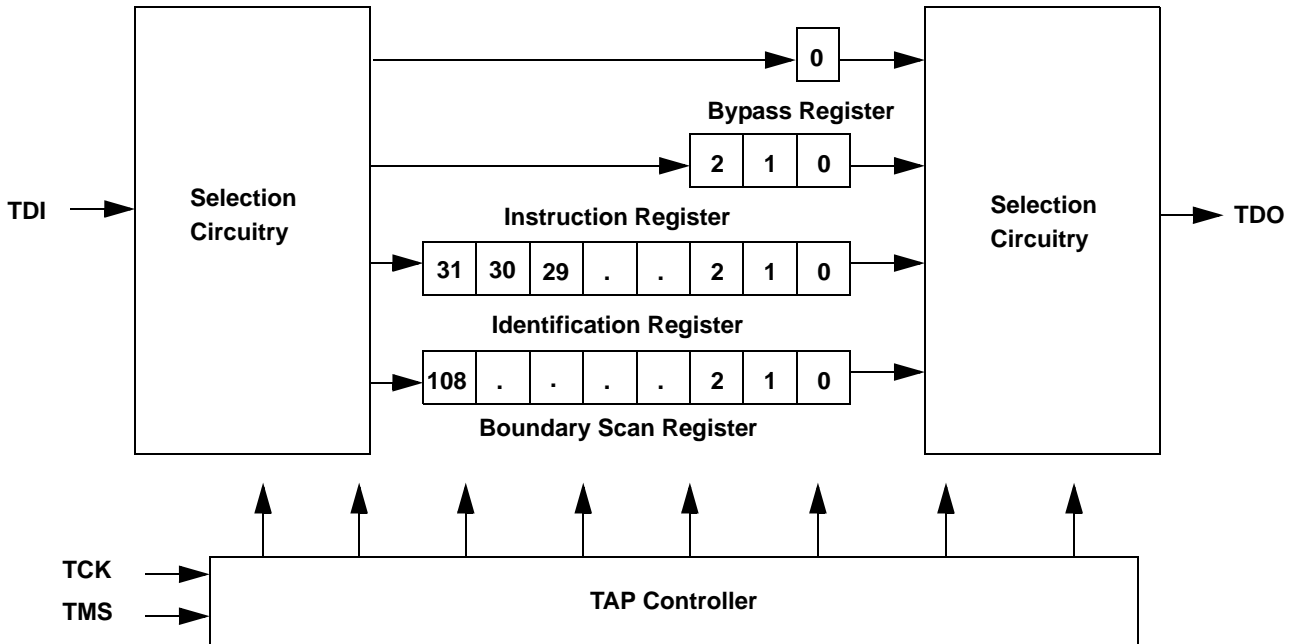 0
Bypass Register
2 1 0
Selection
Circuitry
TDI
Selection
Circuitry
TDO
Instruction Register
31 30 29 . . 2 1 0
Identification Register
108 . . . . 2 1 0
Boundary Scan Register
TCK
TMS
TAP Controller